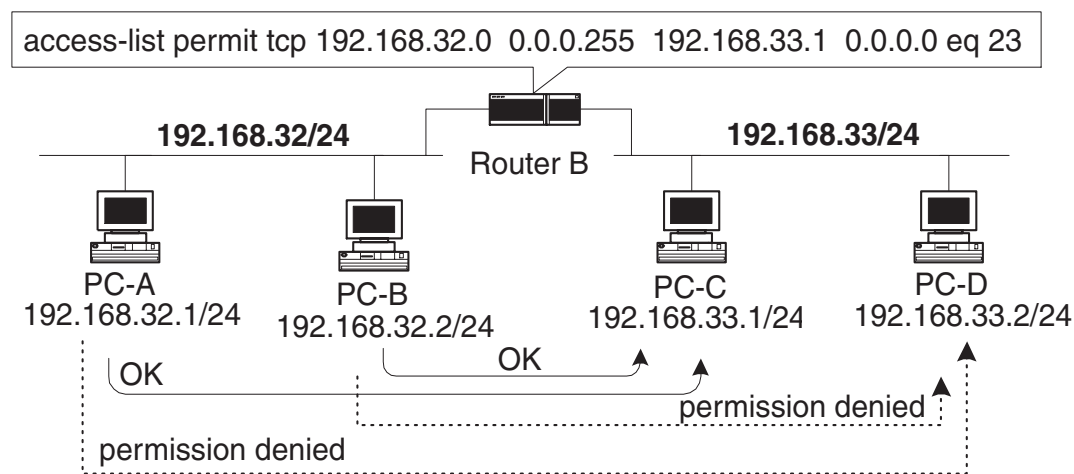 access-list permit tcp 192.168.32.0 0.0.0.255 192.168.33.1 0.0.0.0 eq 23
192.168.32/24
192.168.33/24
Router B
PC-A
192.168.32.1/24
PC-B
192.168.32.2/24
PC-C
192.168.33.1/24
PC-D
192.168.33.2/24
OK
OK
permission denied
permission denied